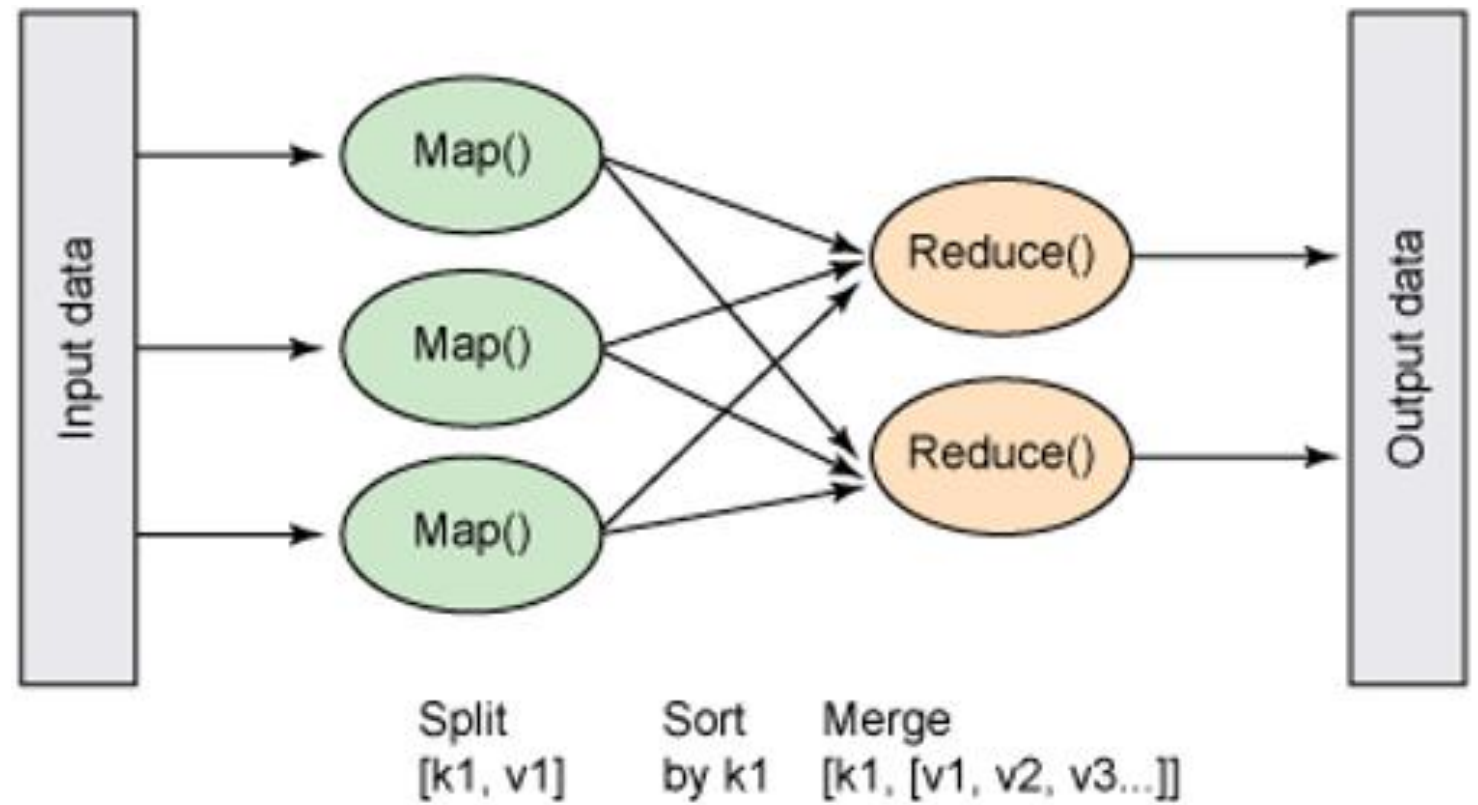 Input data
Map()
Map()
Map()
Reduce()
Reduce()
Output data
Split
[k1, v1]
Sort
by k1
Merge
[k1, [v1, v2, v3...]]